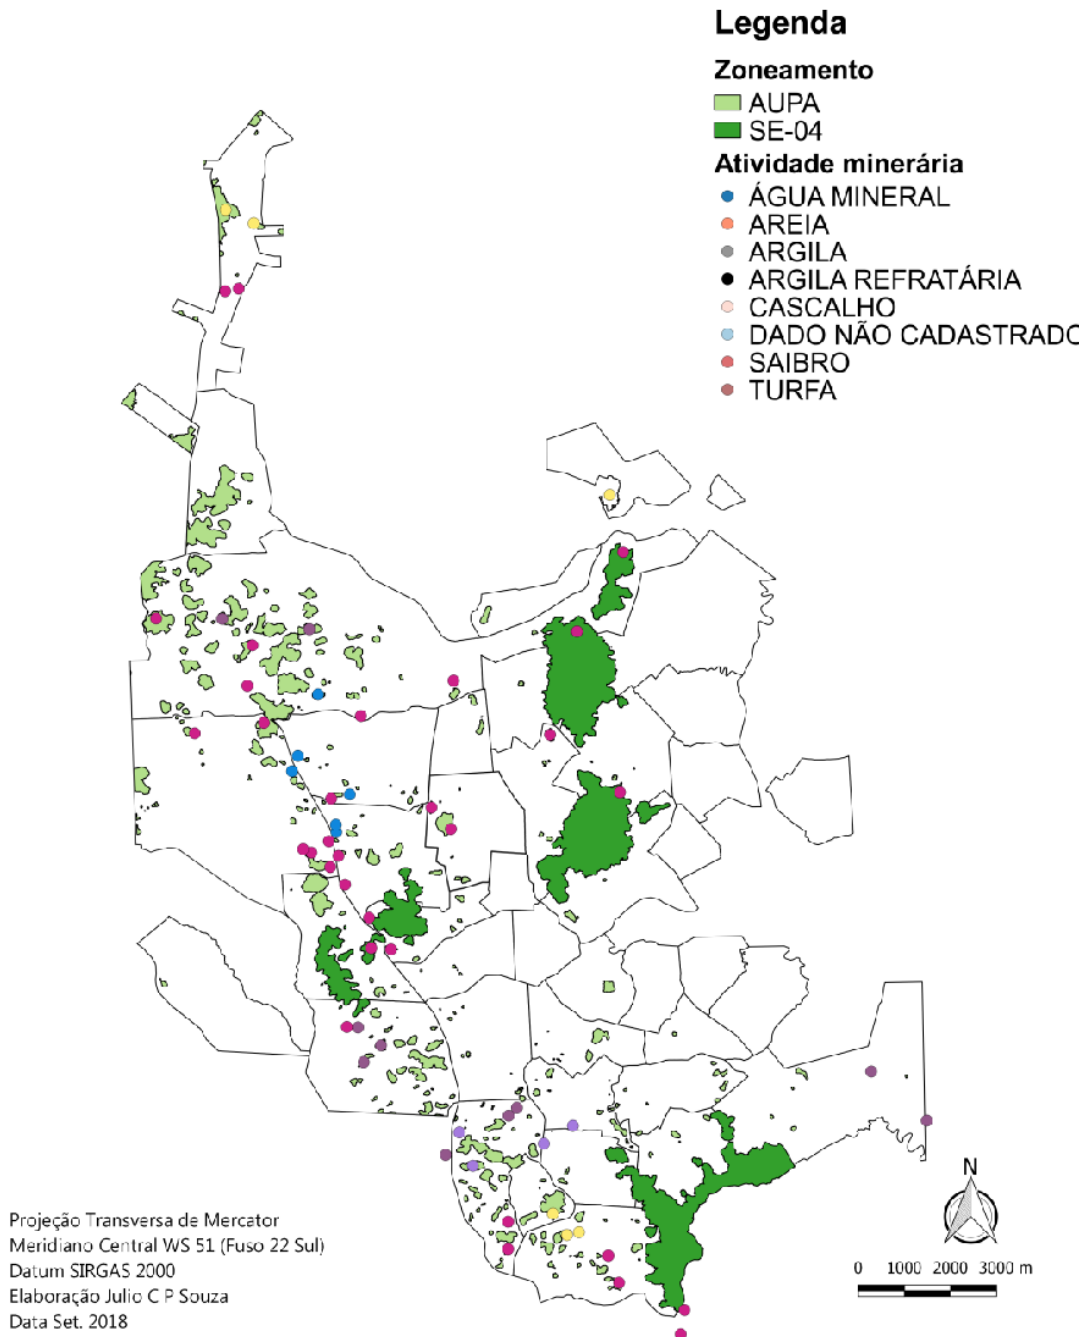 Legenda
Zoneamento
AUPA
SE-04
Atividade minerária
ÁGUA MINERAL
AREIA
ARGILA
ARGILA REFRATÁRIA
CASCALHO
DADO NÃO CADASTRADO
SAIBRO
TURFA
N
0 1000 2000 3000 m
Projeção Transversa de Mercator
Meridiano Central WS 51 (Fuso 22 Sul)
Datum SIRGAS 2000
Elaboração Julio C P Souza
Data Set. 2018